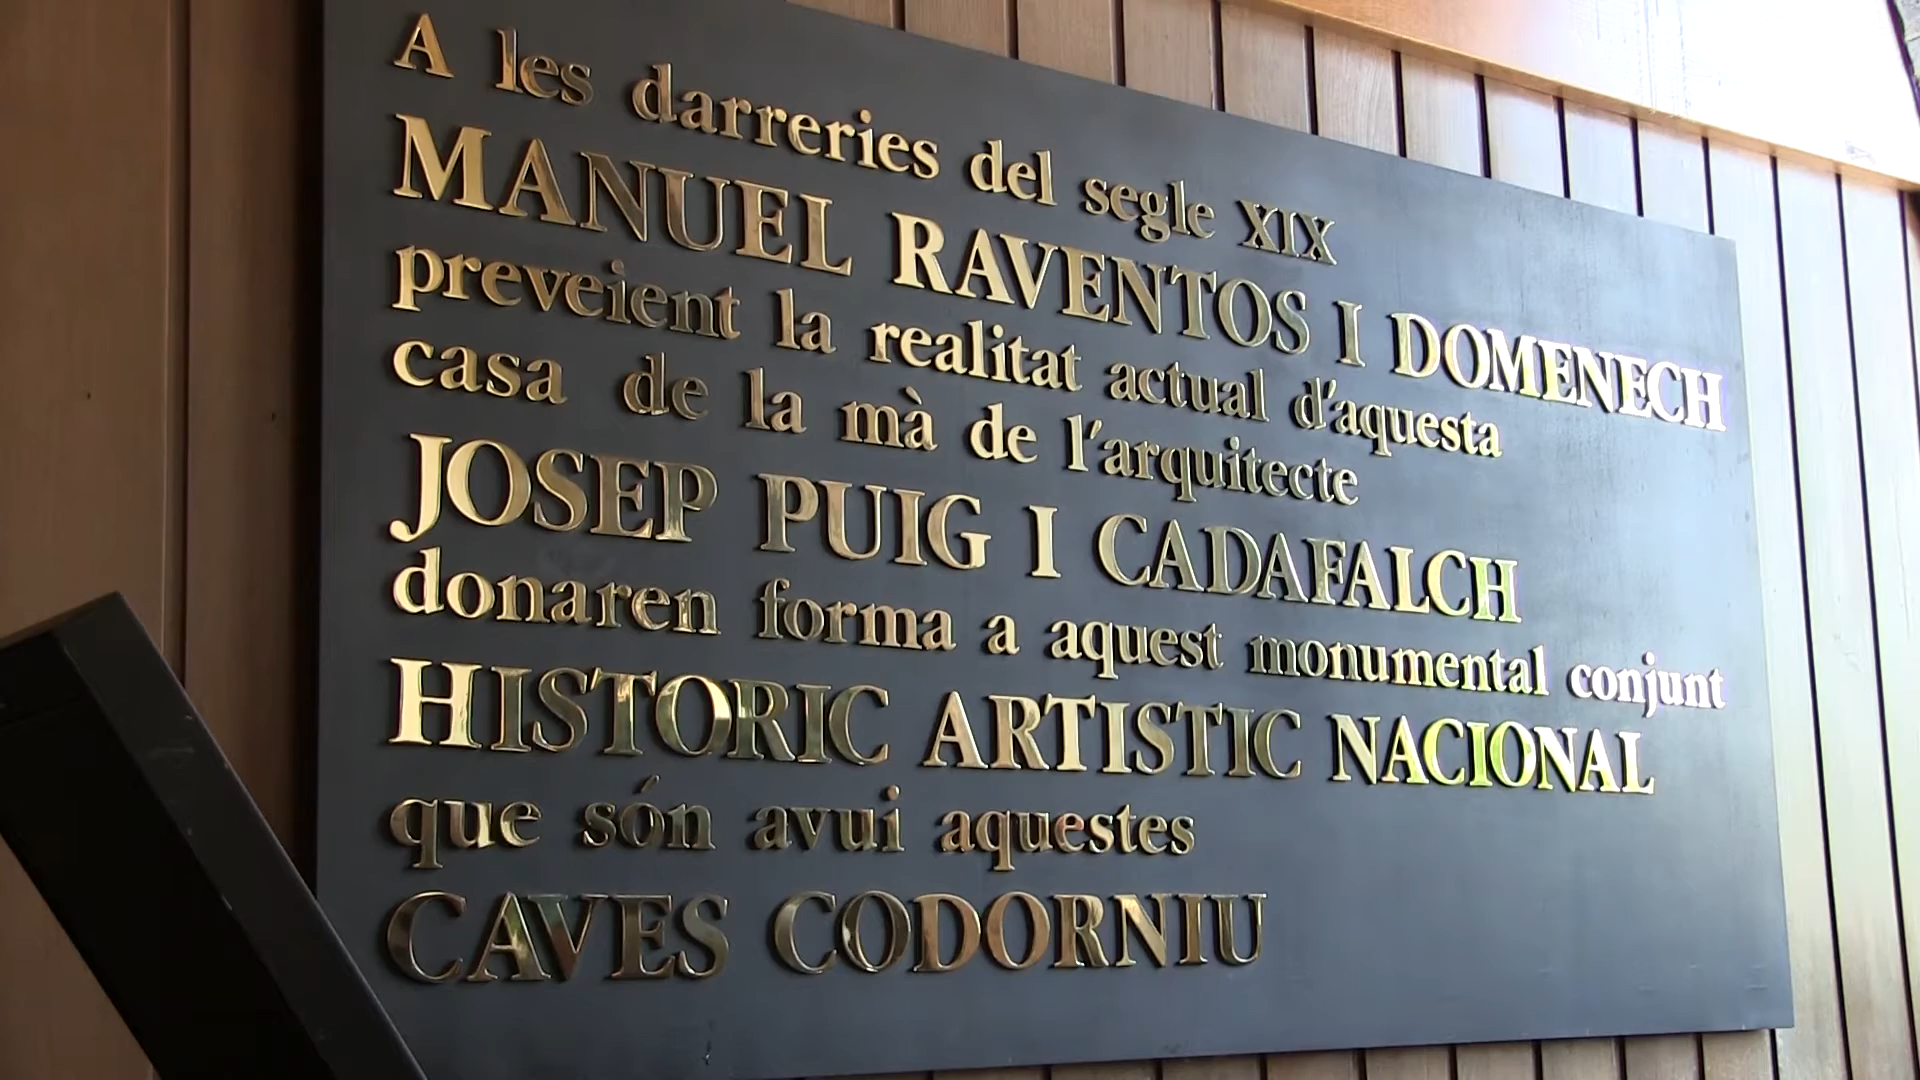 A les darreries del segle XIX
MANUEL RAVENTOS I DOMENECH
preveient la realitat actual d'aquesta
casa de la mà de l'arquitecte
JOSEP PUIG I CADAFALCH
donaren forma a aquest monumental conjunt
HISTORIC ARTISTIC NACIONAL
que són avui aquestes
CAVES CODORNIU